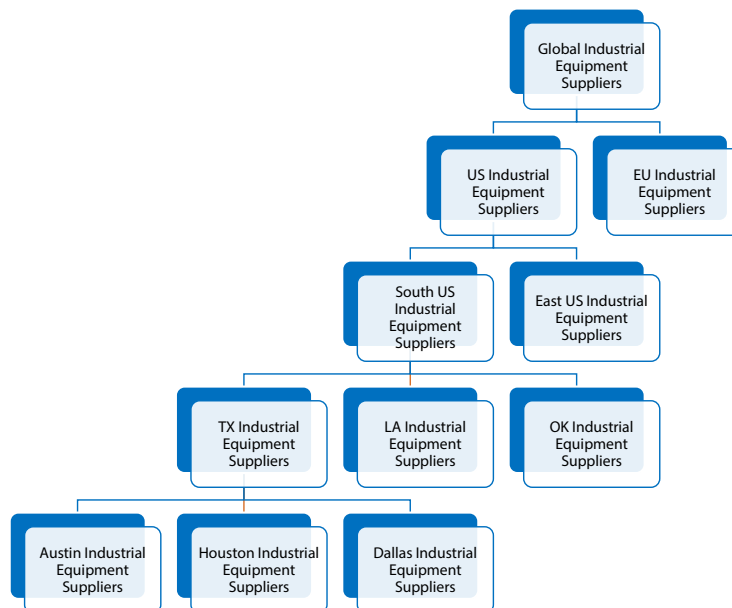 Global Industrial
Equipment
Suppliers
US Industrial
Equipment
Suppliers
EU Industrial
Equipment
Suppliers
South US
Industrial
Equipment
Suppliers
East US Industrial
Equipment
Suppliers
TX Industrial
Equipment
Suppliers
LA Industrial
Equipment
Suppliers
OK Industrial
Equipment
Suppliers
Austin Industrial
Equipment
Suppliers
Houston Industrial
Equipment
Suppliers
Dallas Industrial
Equipment
Suppliers